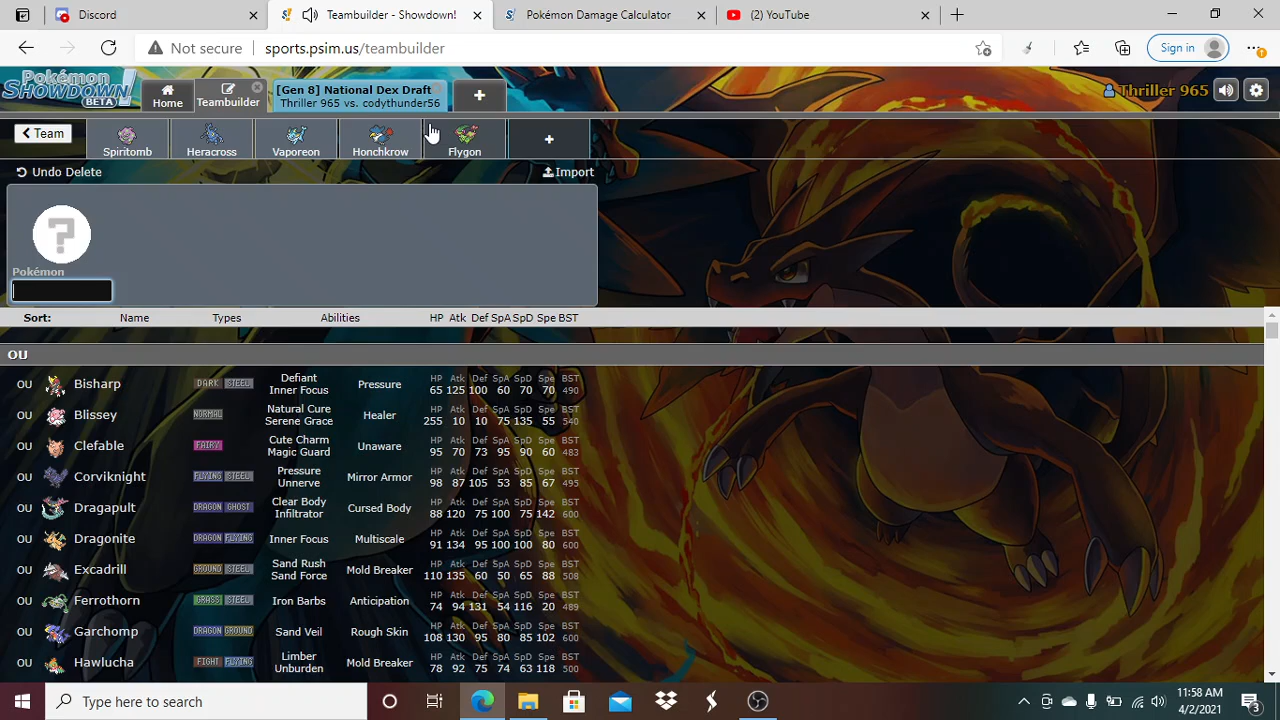 Discord
Teambuilder - Showdown!
Pokémon Damage Calculator
(2) YouTube
Not secure
sports.psim.us/teambuilder
Sign in
Pokémon
SHOWDOWN
BETA
Home
Teambuilder
[Gen 8] National Dex Draft
Thriller 965 vs. codythunder56
Thriller 965
Team
Spiritomb
Heracross
Vaporeon
Honchkrow
Flygon
Undo Delete
Import
Pokémon
Sort: Name Types Abilities HP Atk Def SpA SpD Spe BST
OU
OU Bisharp DARK STEEL Defiant Inner Focus Pressure HP 65 Atk 125 Def 100 SpA 60 SpD 70 Spe 70 BST 490
OU Blissey NORMAL Natural Cure Serene Grace Healer HP 255 Atk 10 Def 10 SpA 75 SpD 135 Spe 55 BST 540
OU Clefable FAIRY Cute Charm Magic Guard Unaware HP 95 Atk 70 Def 73 SpA 95 SpD 90 Spe 60 BST 483
OU Corviknight FLYING STEEL Pressure Unnerve Mirror Armor HP 98 Atk 87 Def 105 SpA 53 SpD 85 Spe 67 BST 495
OU Dragapult DRAGON GHOST Clear Body Infiltrator Cursed Body HP 88 Atk 120 Def 75 SpA 100 SpD 75 Spe 142 BST 600
OU Dragonite DRAGON FLYING Inner Focus Multiscale HP 91 Atk 134 Def 95 SpA 100 SpD 100 Spe 80 BST 600
OU Excadrill GROUND STEEL Sand Rush Sand Force Mold Breaker HP 110 Atk 135 Def 60 SpA 50 SpD 65 Spe 88 BST 508
OU Ferrothorn GRASS STEEL Iron Barbs Anticipation HP 74 Atk 94 Def 131 SpA 54 SpD 116 Spe 20 BST 489
OU Garchomp DRAGON GROUND Sand Veil Rough Skin HP 108 Atk 130 Def 95 SpA 80 SpD 85 Spe 102 BST 600
OU Hawlucha FIGHT FLYING Limber Unburden Mold Breaker HP 78 Atk 92 Def 75 SpA 74 SpD 63 Spe 118 BST 500
Type here to search
11:58 AM
4/2/2021
3